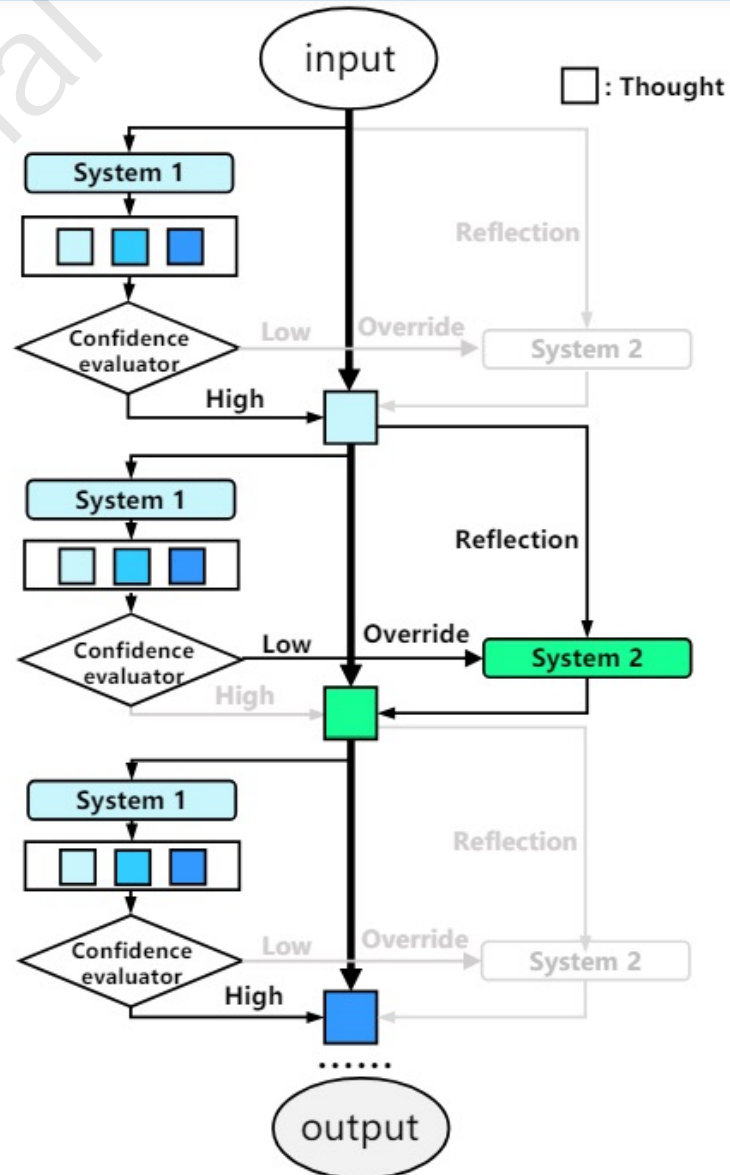 input
: Thought
System 1
Reflection
Confidence
evaluator
Low
Override
System 2
High
System 1
Reflection
Confidence
evaluator
Low
Override
System 2
High
System 1
Reflection
Confidence
evaluator
Low
Override
System 2
High
......
output